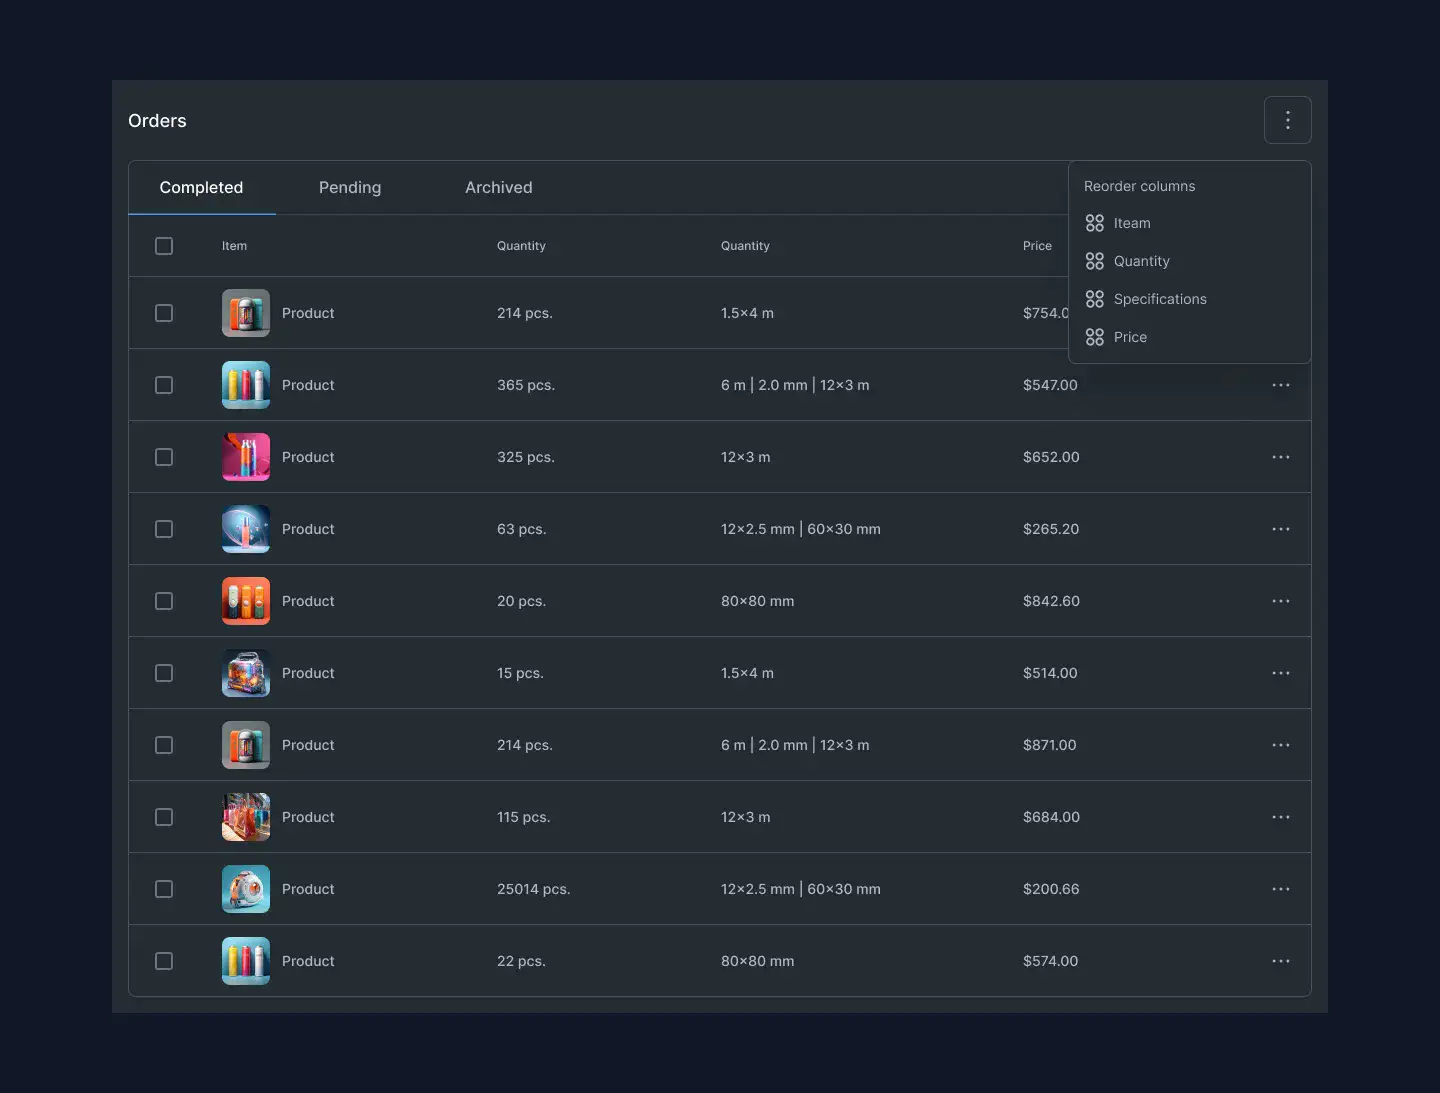 Orders
Completed Pending Archived
Reorder columns
Iteam
Quantity
Specifications
Price
Item Quantity Quantity Price
Product 214 pcs. 1.5×4 m $754.0
Product 365 pcs. 6 m | 2.0 mm | 12×3 m $547.00
Product 325 pcs. 12×3 m $652.00
Product 63 pcs. 12×2.5 mm | 60×30 mm $265.20
Product 20 pcs. 80×80 mm $842.60
Product 15 pcs. 1.5×4 m $514.00
Product 214 pcs. 6 m | 2.0 mm | 12×3 m $871.00
Product 115 pcs. 12×3 m $684.00
Product 25014 pcs. 12×2.5 mm | 60×30 mm $200.66
Product 22 pcs. 80×80 mm $574.00